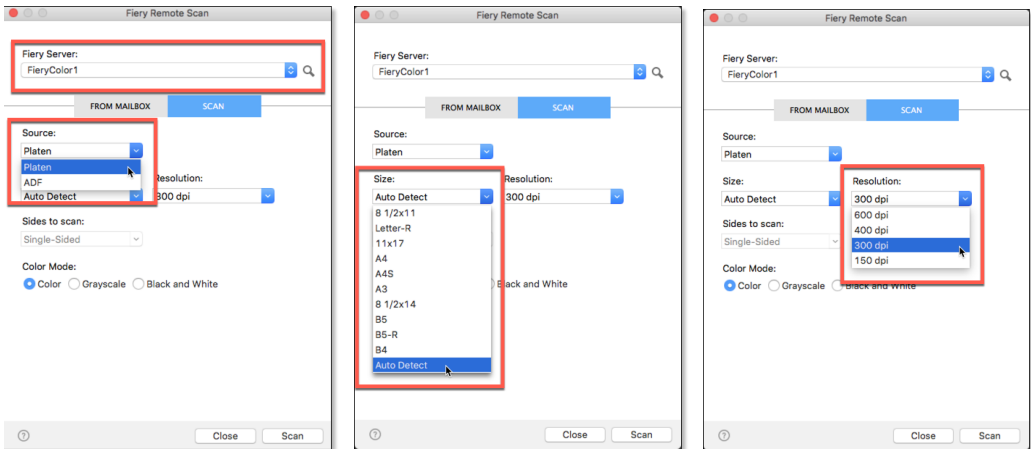 Fiery Remote Scan
Fiery Server:
FieryColor1
FROM MAILBOX SCAN
Source:
Platen
Platen
ADF
Resolution:
Auto Detect 300 dpi
Sides to scan:
Single-Sided
Color Mode:
Color Grayscale Black and White
Close Scan
Fiery Remote Scan
Fiery Server:
FieryColor1
FROM MAILBOX SCAN
Source:
Platen
Size: Resolution:
Auto Detect 300 dpi
8 1/2x11
Letter-R
11x17
A4
A4S
A3
Black and White
8 1/2x14
B5
B5-R
B4
Auto Detect
Close Scan
Fiery Remote Scan
Fiery Server:
FieryColor1
FROM MAILBOX SCAN
Source:
Platen
Size: Resolution:
Auto Detect 300 dpi
600 dpi
Sides to scan: 400 dpi
Single-Sided 300 dpi
150 dpi
Color Mode:
Color Grayscale Black and White
Close Scan